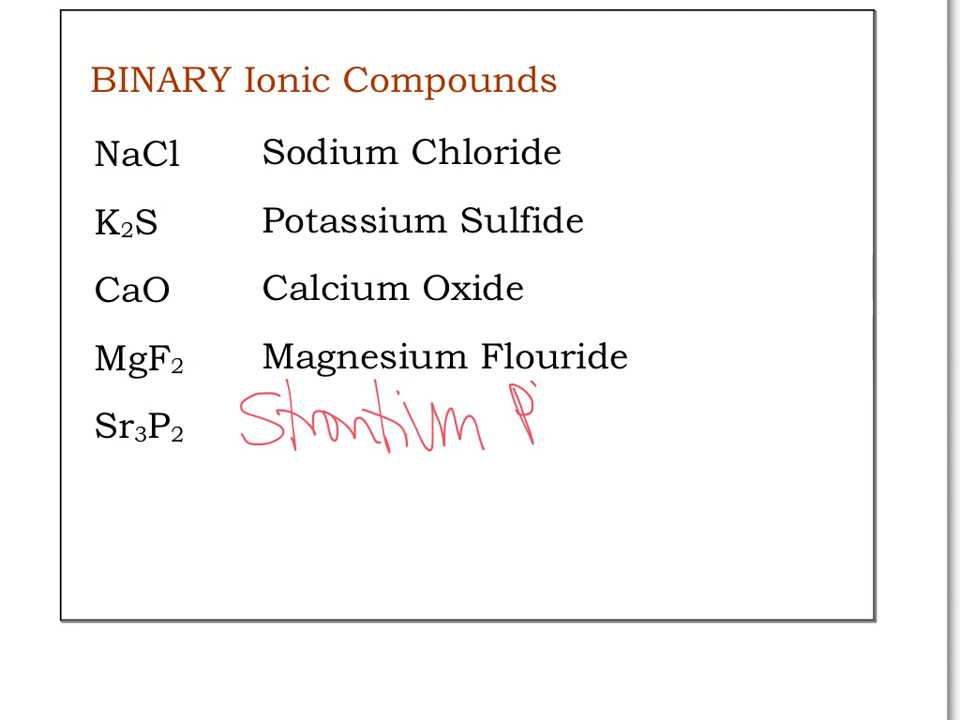 BINARY Ionic Compounds
NaCl Sodium Chloride
K₂S Potassium Sulfide
CaO Calcium Oxide
MgF₂ Magnesium Flouride
Sr₃P₂ Strontium P